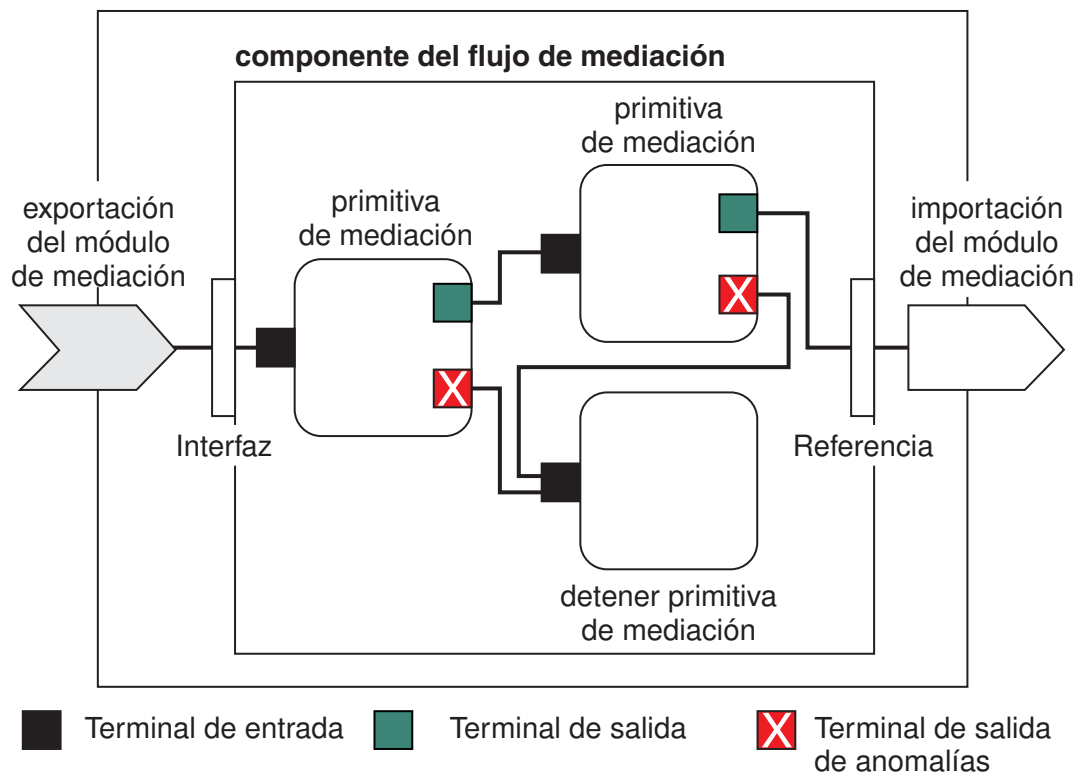 componente del flujo de mediación
primitiva
de mediación
exportación
del módulo
de mediación
primitiva
de mediación
importación
del módulo
de mediación
X
X
Interfaz
Referencia
detener primitiva
de mediación
Terminal de entrada
Terminal de salida
X
Terminal de salida
de anomalías